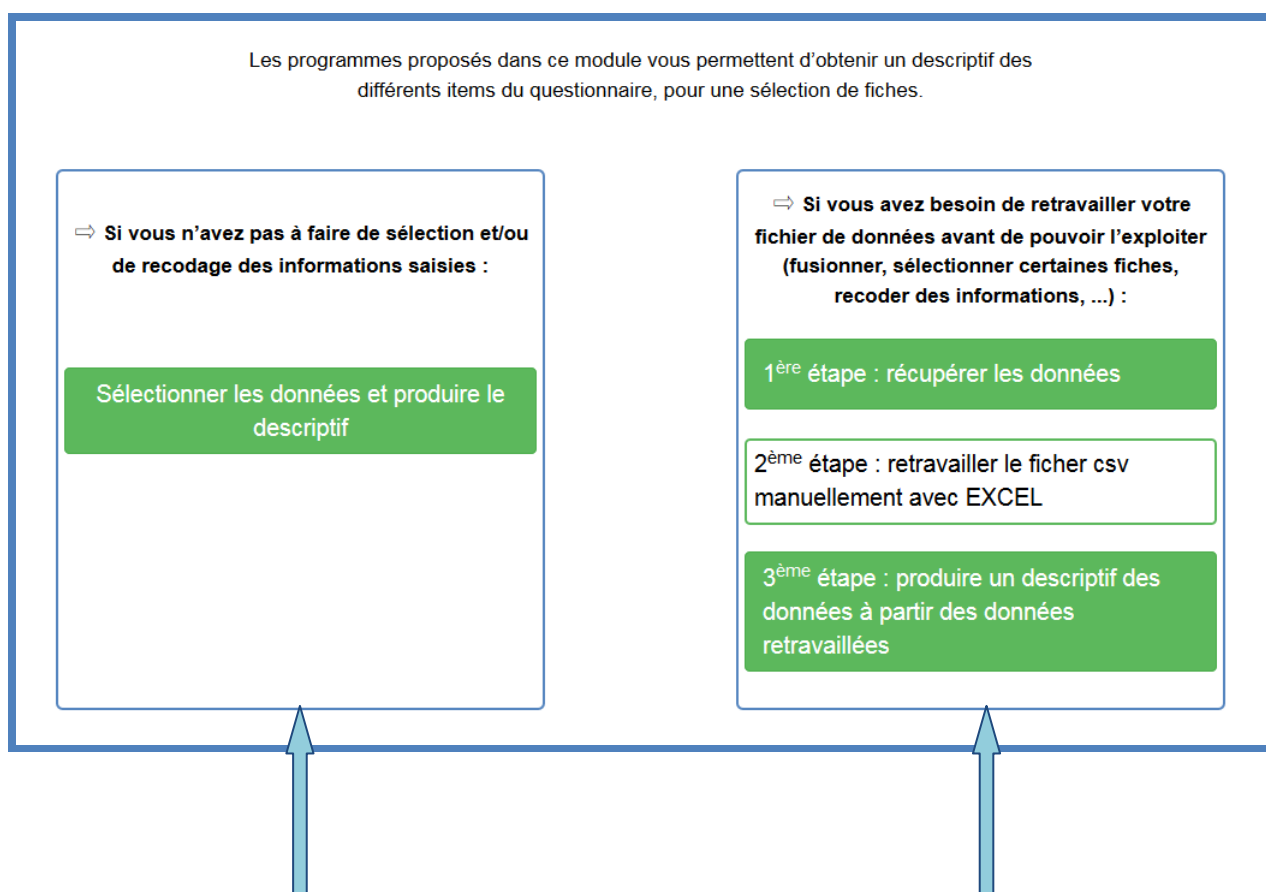 Les programmes proposés dans ce module vous permettent d'obtenir un descriptif des
différents items du questionnaire, pour une sélection de fiches.
⇨ Si vous n'avez pas à faire de sélection et/ou
de recodage des informations saisies :
Sélectionner les données et produire le
descriptif
⇨ Si vous avez besoin de retravailler votre
fichier de données avant de pouvoir l'exploiter
(fusionner, sélectionner certaines fiches,
recoder des informations, ...) :
1ère étape : récupérer les données
2ème étape : retravailler le ficher csv
manuellement avec EXCEL
3ème étape : produire un descriptif des
données à partir des données
retravaillées